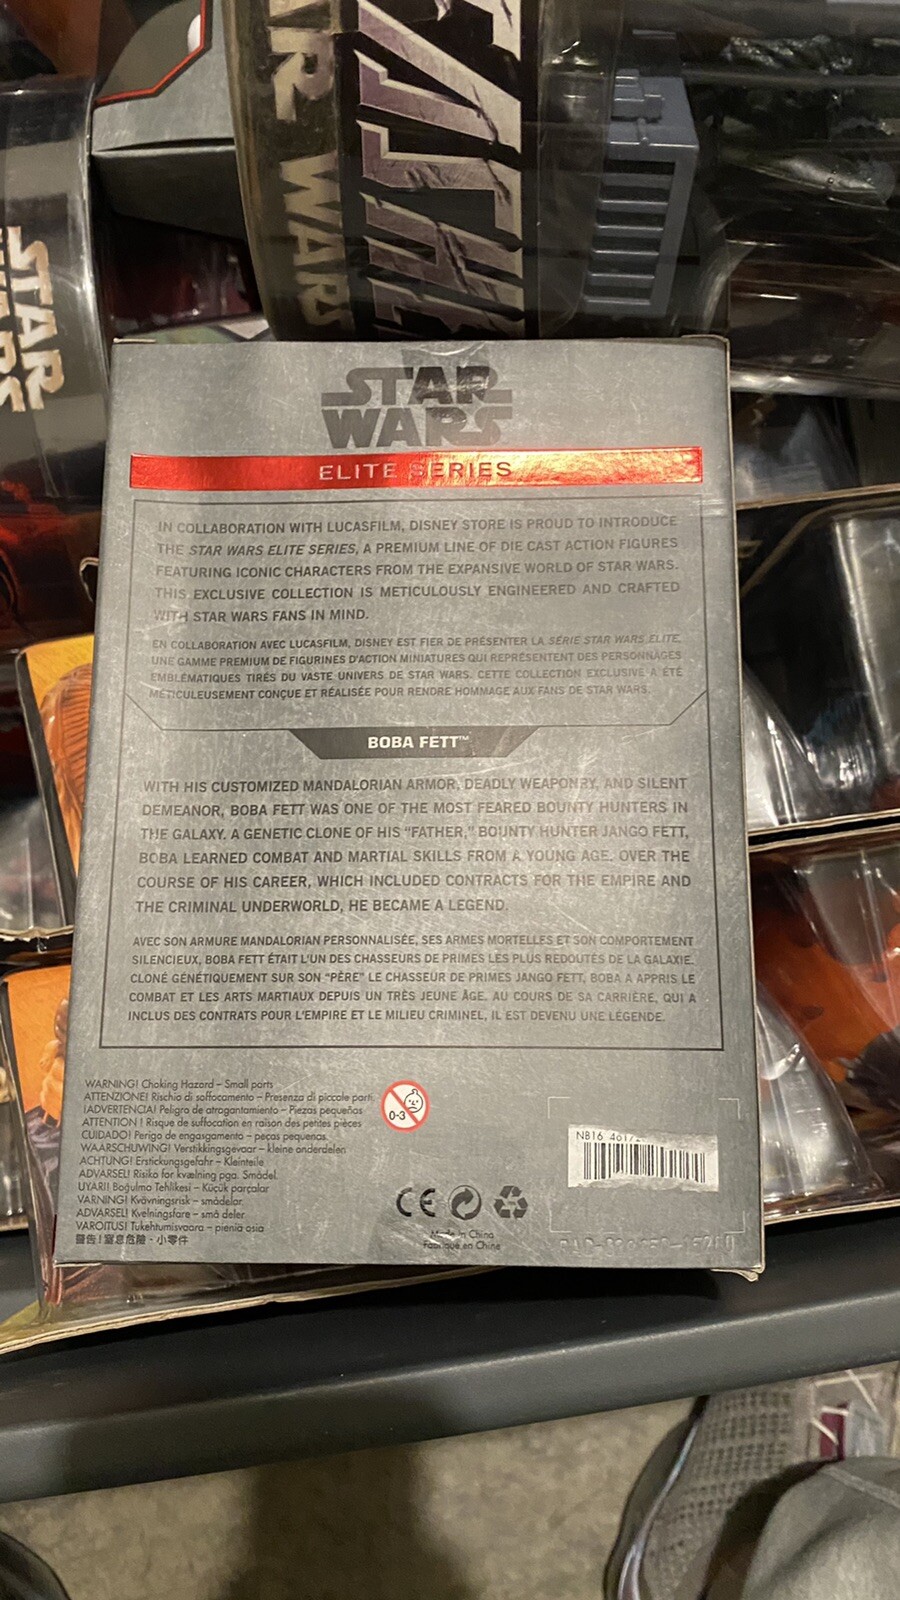 STAR
WARS
STAR WARS
STAR
WARS
ELITE SERIES
IN COLLABORATION WITH LUCASFILM, DISNEY STORE IS PROUD TO INTRODUCE
THE STAR WARS ELITE SERIES, A PREMIUM LINE OF DIE CAST ACTION FIGURES
FEATURING ICONIC CHARACTERS FROM THE EXPANSIVE WORLD OF STAR WARS.
THIS EXCLUSIVE COLLECTION IS METICULOUSLY ENGINEERED AND CRAFTED
WITH STAR WARS FANS IN MIND.
EN COLLABORATION AVEC LUCASFILM, DISNEY EST FIER DE PRÉSENTER LA SÉRIE STAR WARS ELITE,
UNE GAMME PREMIUM DE FIGURINES D'ACTION MINIATURES QUI REPRÉSENTENT DES PERSONNAGES
EMBLÉMATIQUES TIRÉS DU VASTE UNIVERS DE STAR WARS. CETTE COLLECTION EXCLUSIVE A ÉTÉ
MÉTICULEUSEMENT CONÇUE ET RÉALISÉE POUR RENDRE HOMMAGE AUX FANS DE STAR WARS.
BOBA FETT™
WITH HIS CUSTOMIZED MANDALORIAN ARMOR, DEADLY WEAPONRY, AND SILENT
DEMEANOR, BOBA FETT WAS ONE OF THE MOST FEARED BOUNTY HUNTERS IN
THE GALAXY. A GENETIC CLONE OF HIS "FATHER," BOUNTY HUNTER JANGO FETT,
BOBA LEARNED COMBAT AND MARTIAL SKILLS FROM A YOUNG AGE. OVER THE
COURSE OF HIS CAREER, WHICH INCLUDED CONTRACTS FOR THE EMPIRE AND
THE CRIMINAL UNDERWORLD, HE BECAME A LEGEND.
AVEC SON ARMURE MANDALORIAN PERSONNALISÉE, SES ARMES MORTELLES ET SON COMPORTEMENT
SILENCIEUX, BOBA FETT ÉTAIT L'UN DES CHASSEURS DE PRIMES LES PLUS REDOUTÉS DE LA GALAXIE.
CLONÉ GÉNÉTIQUEMENT SUR SON "PÈRE" LE CHASSEUR DE PRIMES JANGO FETT, BOBA A APPRIS LE
COMBAT ET LES ARTS MARTIAUX DEPUIS UN TRÈS JEUNE ÂGE. AU COURS DE SA CARRIÈRE, QUI A
INCLUS DES CONTRATS POUR L'EMPIRE ET LE MILIEU CRIMINEL, IL EST DEVENU UNE LÉGENDE.
WARNING! Choking Hazard – Small parts
ATTENZIONE! Rischio di soffocamento – Presenza di piccole parti
¡ADVERTENCIA! Peligro de atragantamiento – Piezas pequeñas
ATTENTION ! Risque de suffocation en raison des petites pièces
CUIDADO! Perigo de engasgamento – peças pequenas.
WAARSCHUWING! Verstikkingsgevaar – kleine onderdelen
ACHTUNG! Erstickungsgefahr – Kleinteile
ADVARSEL! Risiko for kvælning pga. Smådel.
UYARI! Boğulma Tehlikesi – Küçük parçalar
VARNING! Kvävningsrisk – smådelar
ADVARSEL! Kvelningsfare – små deler
VAROITUS! Tukehtumisvaara – pieniä osia
警告!窒息危險·小零件
0-3
CE
Made in China
Fabriqué en Chine
N816